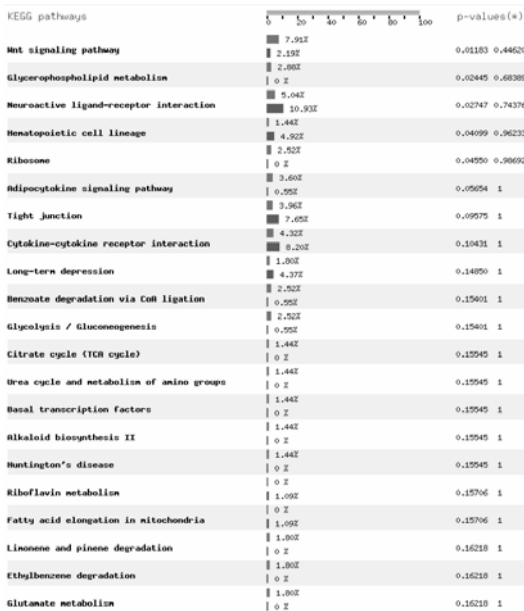 KEGG pathways 0 20 40 60 80 100 p-values(*)
7.91%
Wnt signaling pathway 2.19% 0.01183 0.44620
2.88%
Glycerophospholipid metabolism 0 % 0.02445 0.68389
5.04%
Neuroactive ligand-receptor interaction 10.93% 0.02747 0.74376
1.44%
Hematopoietic cell lineage 4.92% 0.04099 0.96233
2.52%
Ribosome 0 % 0.04550 0.98692
3.60%
Adipocytokine signaling pathway 0.55% 0.05654 1
3.96%
Tight junction 7.65% 0.09575 1
4.32%
Cytokine-cytokine receptor interaction 8.20% 0.10431 1
1.80%
Long-term depression 4.37% 0.14850 1
2.52%
Benzoate degradation via CoA ligation 0.55% 0.15401 1
2.52%
Glycolysis / Gluconeogenesis 0.55% 0.15401 1
1.44%
Citrate cycle (TCA cycle) 0 % 0.15545 1
1.44%
Urea cycle and metabolism of amino groups 0 % 0.15545 1
1.44%
Basal transcription factors 0 % 0.15545 1
1.44%
Alkaloid biosynthesis II 0 % 0.15545 1
1.44%
Huntington's disease 0 % 0.15545 1
0 %
Riboflavin metabolism 1.09% 0.15706 1
0 %
Fatty acid elongation in mitochondria 1.09% 0.15706 1
1.80%
Limonene and pinene degradation 0 % 0.16218 1
1.80%
Ethylbenzene degradation 0 % 0.16218 1
1.80%
Glutamate metabolism 0 % 0.16218 1